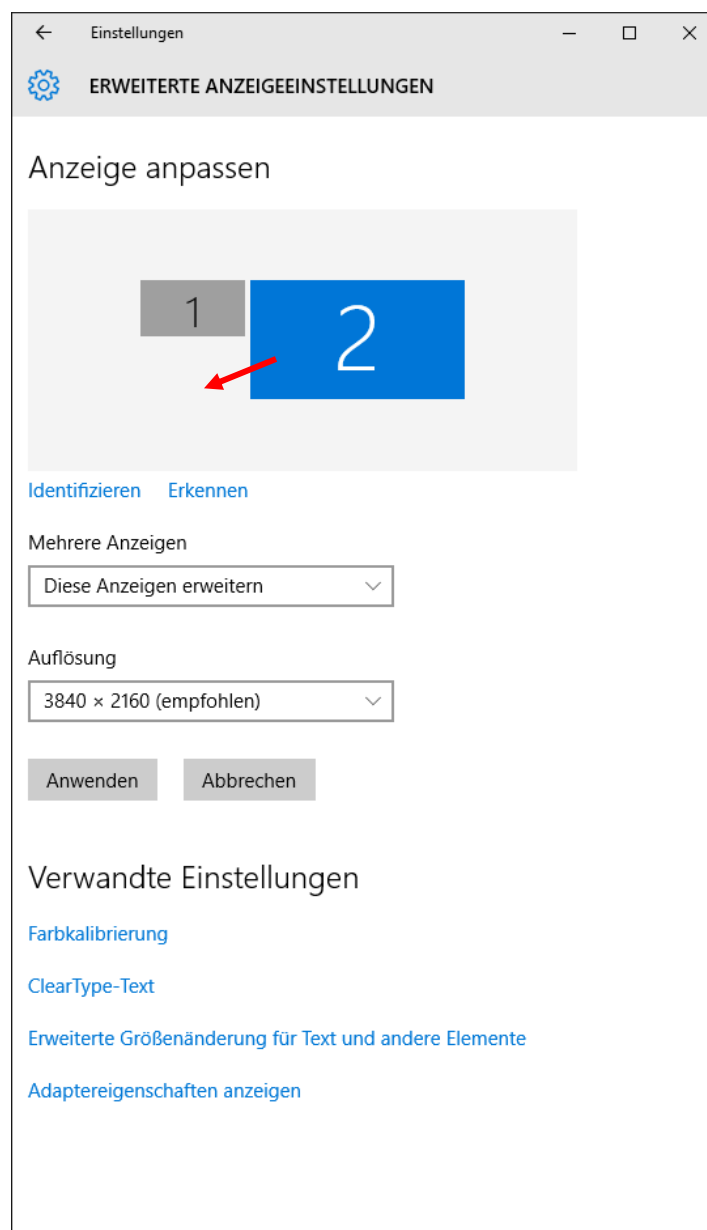 Einstellungen
ERWEITERTE ANZEIGEEINSTELLUNGEN
Anzeige anpassen
1
2
Identifizieren Erkennen
Mehrere Anzeigen
Diese Anzeigen erweitern
Auflösung
3840 × 2160 (empfohlen)
Anwenden Abbrechen
Verwandte Einstellungen
Farbkalibrierung
ClearType-Text
Erweiterte Größenänderung für Text und andere Elemente
Adaptereigenschaften anzeigen